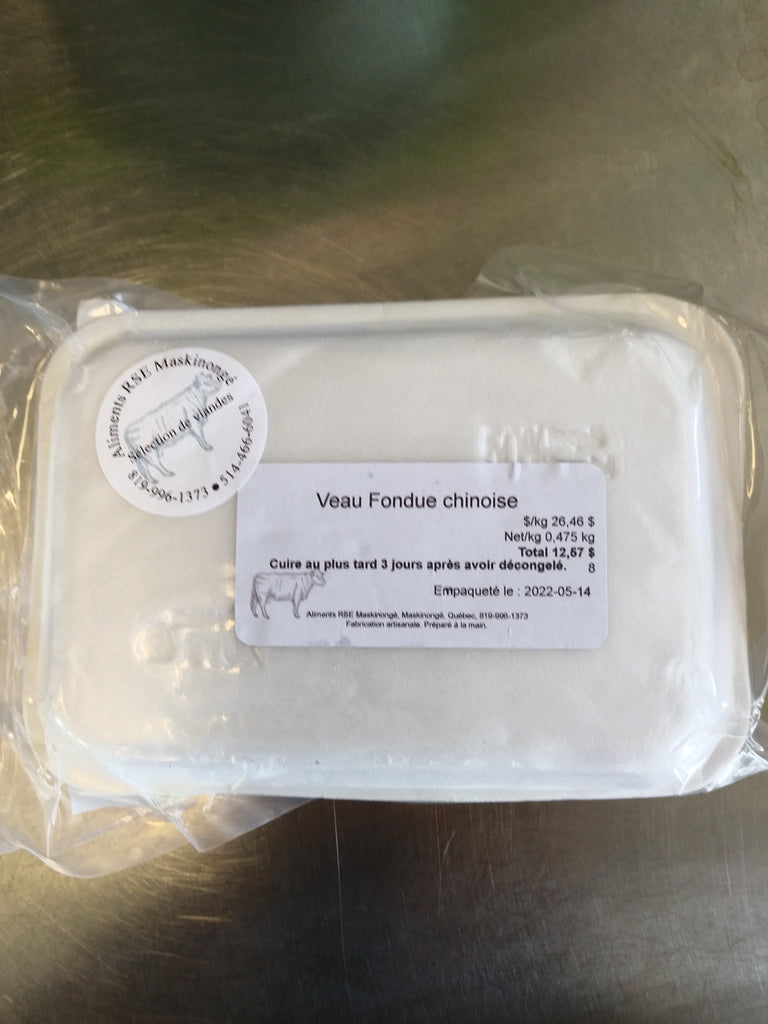 Aliments RSE Maskinongé
Sélection de viandes
819-996-1373 ● 514-466-6041
Veau Fondue chinoise
$/kg 26,46 $
Net/kg 0,475 kg
Total 12,57 $
Cuire au plus tard 3 jours après avoir décongelé. 8
Empaqueté le : 2022-05-14
Aliments RSE Maskinongé, Maskinongé, Québec, 819-996-1373
Fabrication artisanale. Préparé à la main.